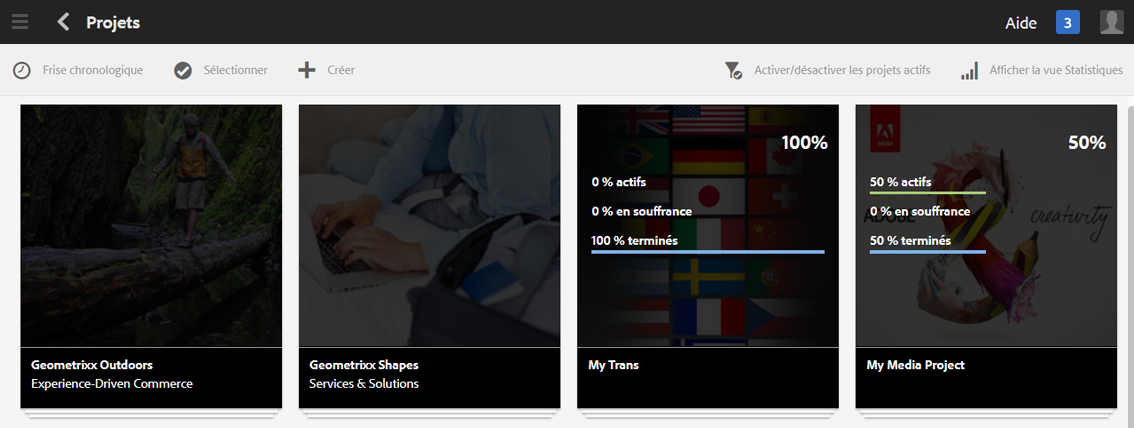 Projets
Aide
3
Frise chronologique
Sélectionner
Créer
Activer/désactiver les projets actifs
Afficher la vue Statistiques
Geometrixx Outdoors
Experience-Driven Commerce
Geometrixx Shapes
Services & Solutions
100%
0 % actifs
0 % en souffrance
100 % terminés
My Trans
Adobe
50%
50 % actifs
ADOBE creativity
0 % en souffrance
50 % terminés
My Media Project